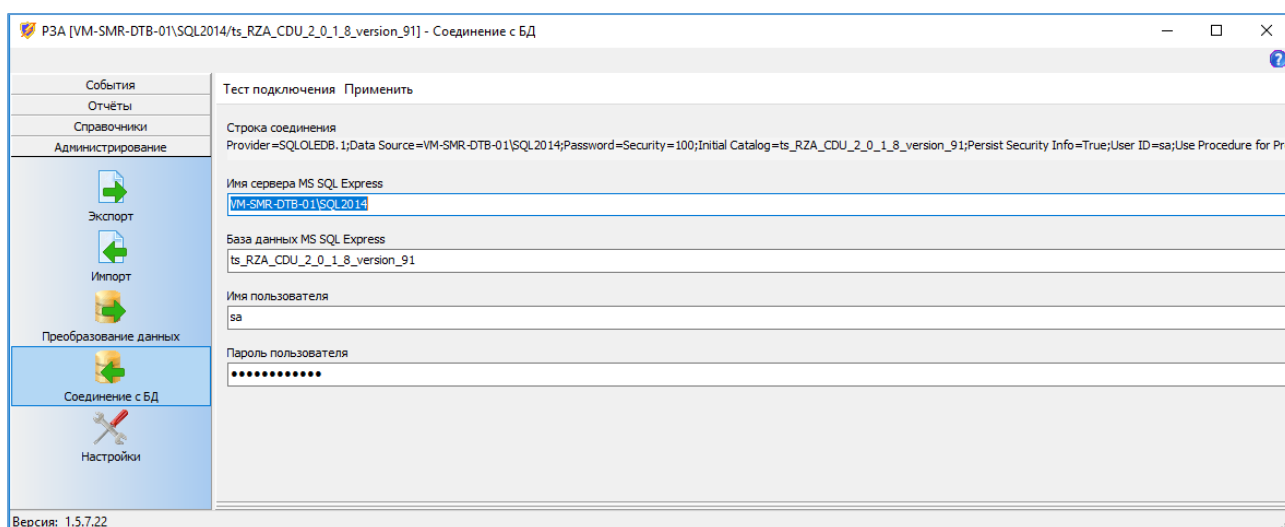 РЗА [VM-SMR-DTB-01\SQL2014/ts_RZA_CDU_2_0_1_8_version_91] - Соединение с БД
События
Отчёты
Справочники
Администрирование
Экспорт
Импорт
Преобразование данных
Соединение с БД
Настройки
Тест подключения Применить
Строка соединения
Provider=SQLOLEDB.1;Data Source=VM-SMR-DTB-01\SQL2014;Password=Security=100;Initial Catalog=ts_RZA_CDU_2_0_1_8_version_91;Persist Security Info=True;User ID=sa;Use Procedure for Pr
Имя сервера MS SQL Express
VM-SMR-DTB-01\SQL2014
База данных MS SQL Express
ts_RZA_CDU_2_0_1_8_version_91
Имя пользователя
sa
Пароль пользователя
●●●●●●●●●●●●
Версия: 1.5.7.22